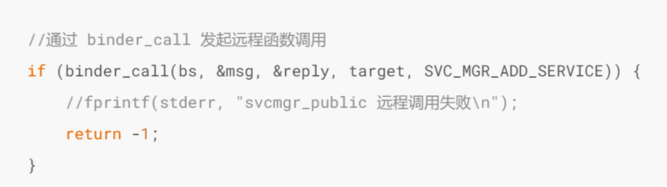 //通过 binder_call 发起远程函数调用
if (binder_call(bs, &msg, &reply, target, SVC_MGR_ADD_SERVICE)) {
    //fprintf(stderr, "svcmgr_public 远程调用失败\n");
    return -1;
}